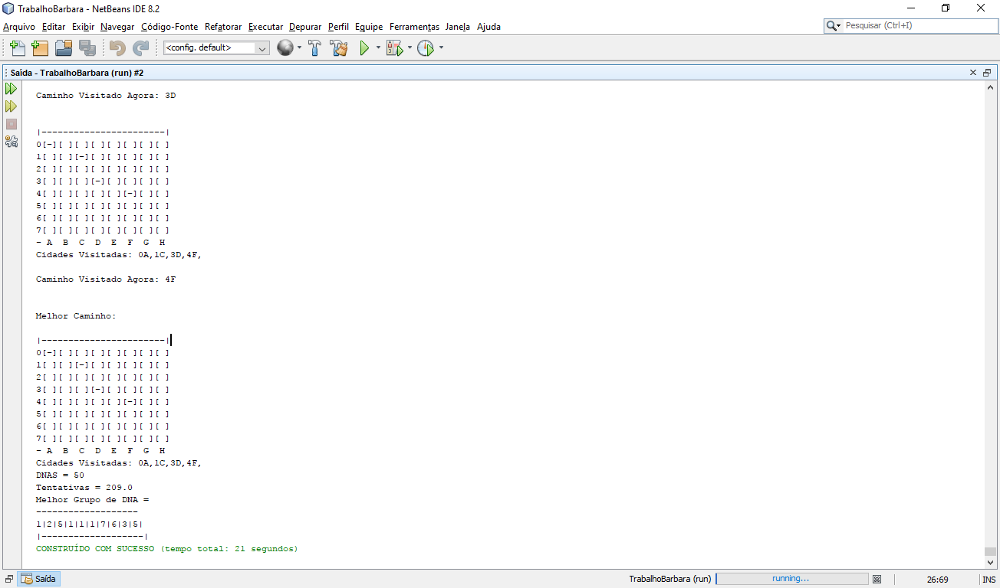 TrabalhoBarbara - NetBeans IDE 8.2
Arquivo Editar Exibir Navegar Código-Fonte Refatorar Executar Depurar Perfil Equipe Ferramentas Janela Ajuda
Pesquisar (Ctrl+I)
<config. default>
Saída - TrabalhoBarbara (run) #2
Caminho Visitado Agora: 3D
|-----------------------|
0[-][ ][ ][ ][ ][ ][ ][ ]
1[ ][ ][-][ ][ ][ ][ ][ ]
2[ ][ ][ ][ ][ ][ ][ ][ ]
3[ ][ ][ ][-][ ][ ][ ][ ]
4[ ][ ][ ][ ][ ][-][ ][ ]
5[ ][ ][ ][ ][ ][ ][ ][ ]
6[ ][ ][ ][ ][ ][ ][ ][ ]
7[ ][ ][ ][ ][ ][ ][ ][ ]
- A  B  C  D  E  F  G  H
Cidades Visitadas: 0A,1C,3D,4F,
Caminho Visitado Agora: 4F
Melhor Caminho:
|-----------------------|
0[-][ ][ ][ ][ ][ ][ ][ ]
1[ ][ ][-][ ][ ][ ][ ][ ]
2[ ][ ][ ][ ][ ][ ][ ][ ]
3[ ][ ][ ][-][ ][ ][ ][ ]
4[ ][ ][ ][ ][ ][-][ ][ ]
5[ ][ ][ ][ ][ ][ ][ ][ ]
6[ ][ ][ ][ ][ ][ ][ ][ ]
7[ ][ ][ ][ ][ ][ ][ ][ ]
- A  B  C  D  E  F  G  H
Cidades Visitadas: 0A,1C,3D,4F,
DNAS = 50
Tentativas = 209.0
Melhor Grupo de DNA =
-------------------
1|2|5|1|1|1|7|6|3|5|
|-------------------|
CONSTRUÍDO COM SUCESSO (tempo total: 21 segundos)
Saída
TrabalhoBarbara (run)
running...
26:69
INS